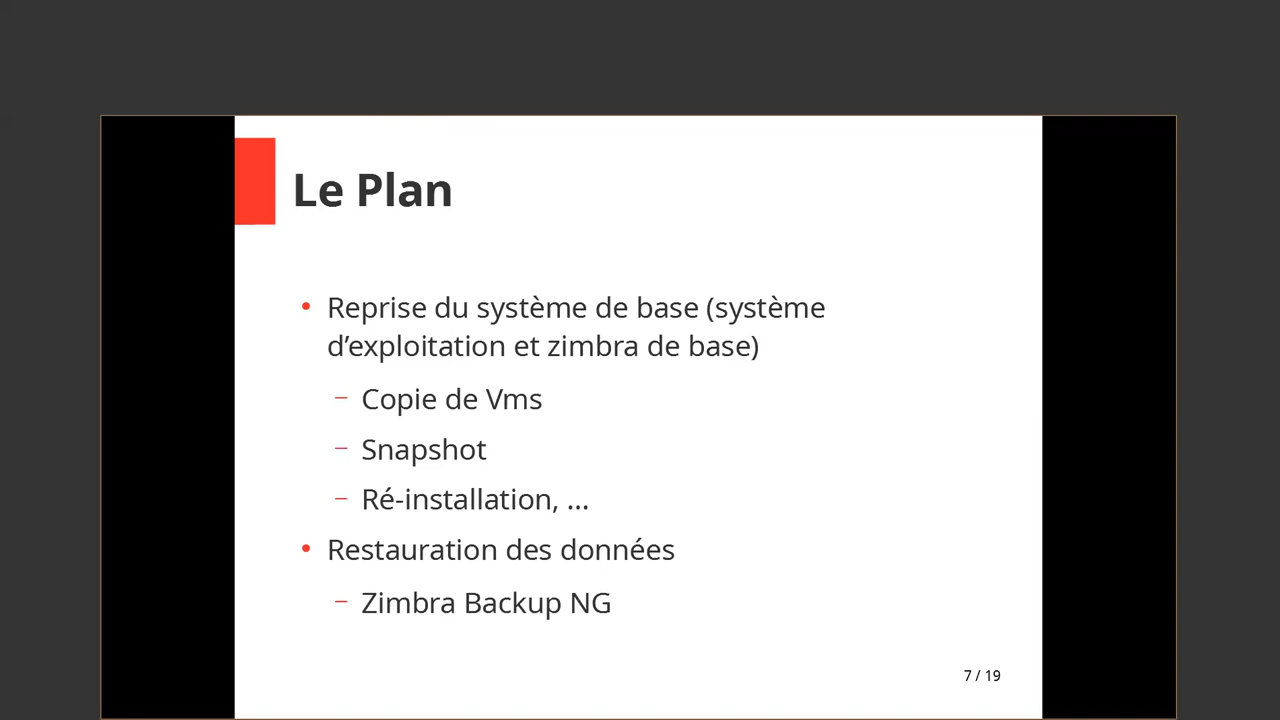 Le Plan
• Reprise du système de base (système
d’exploitation et zimbra de base)
– Copie de Vms
– Snapshot
– Ré-installation, ...
• Restauration des données
– Zimbra Backup NG
7 / 19